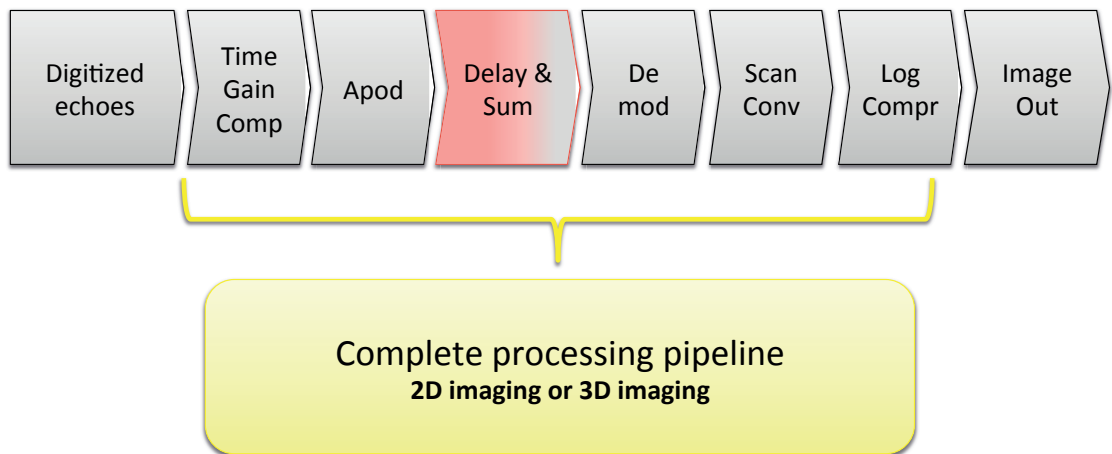 Digitized
echoes
Time
Gain
Comp
Apod
Delay &
Sum
De
mod
Scan
Conv
Log
Compr
Image
Out
Complete processing pipeline
2D imaging or 3D imaging